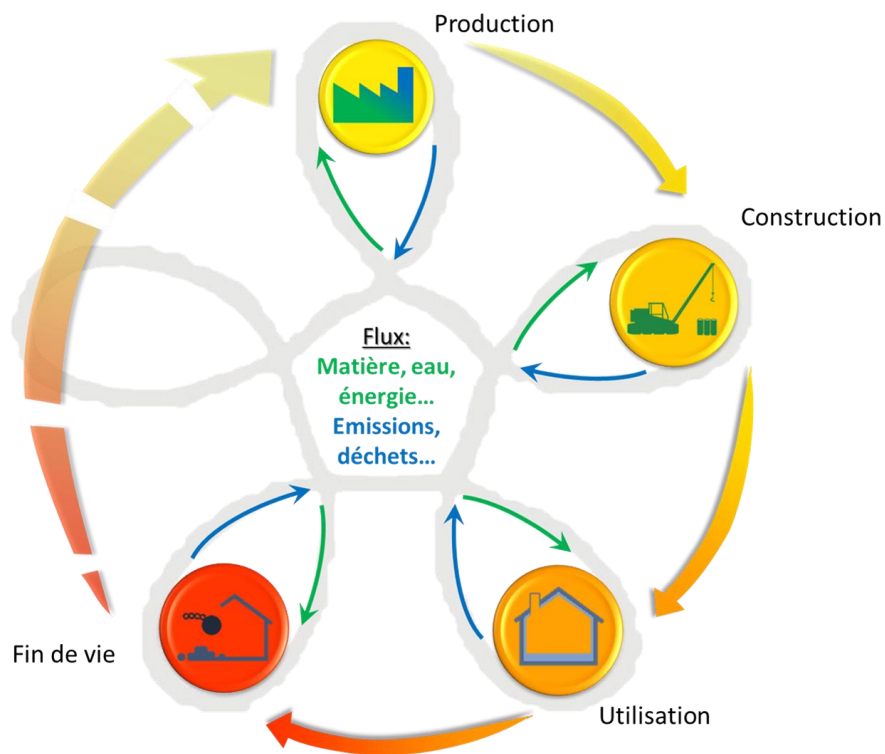 Production
Construction
Flux:
Matière, eau,
énergie...
Emissions,
déchets...
Fin de vie
Utilisation